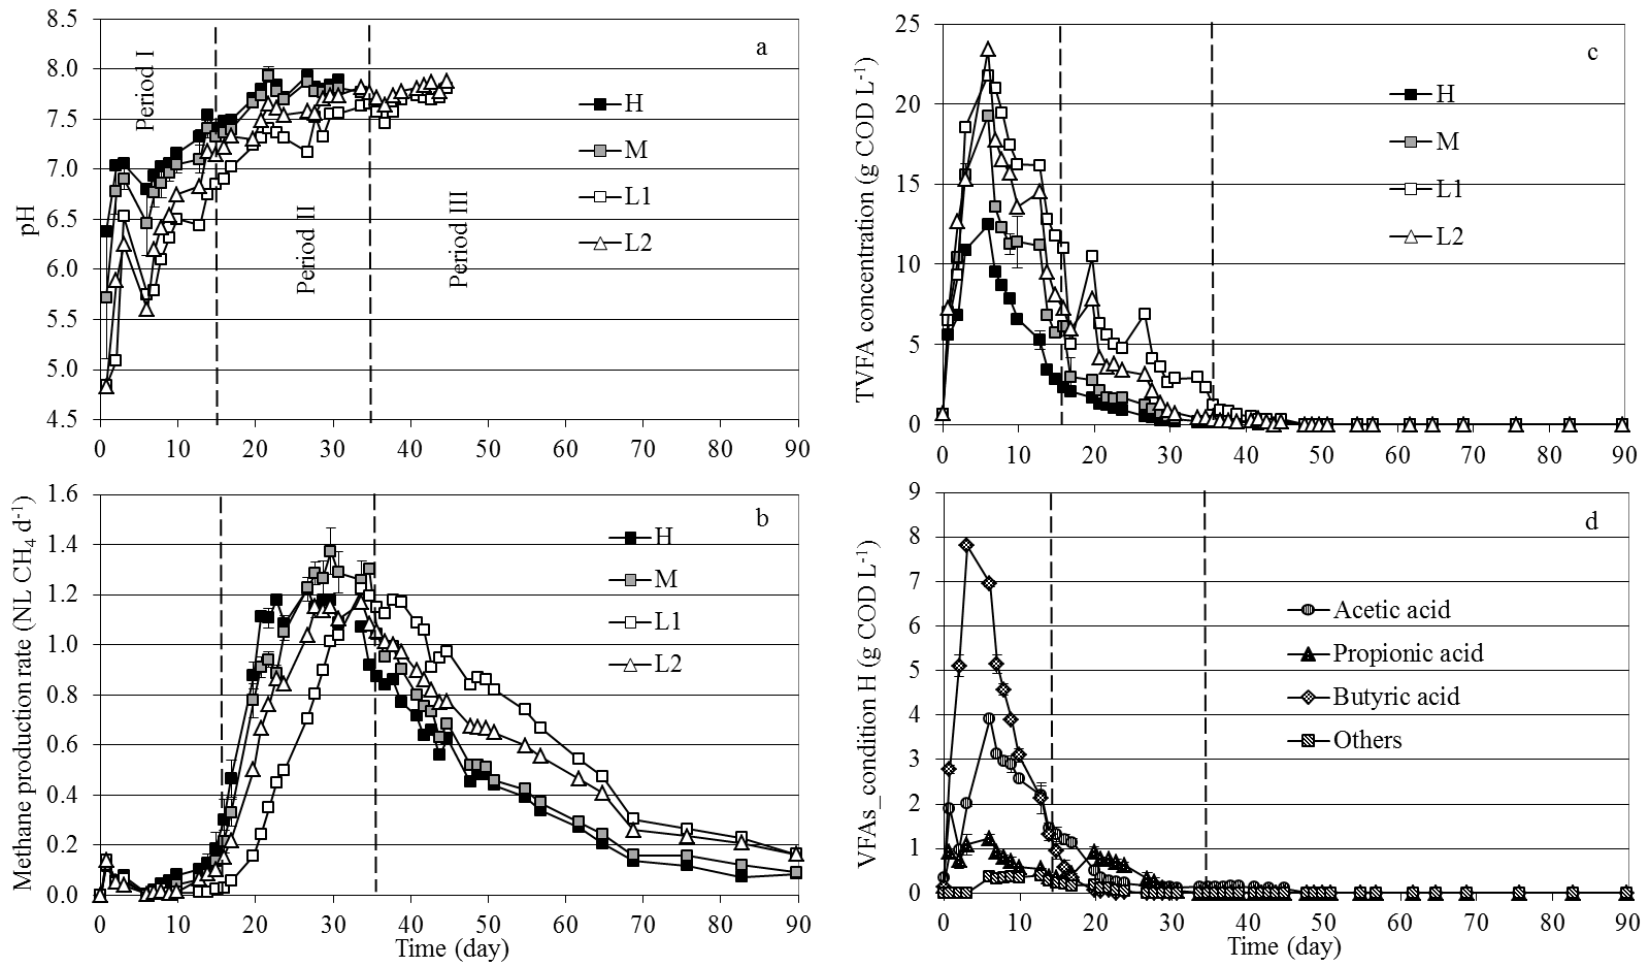 8.5
8.0
7.5
7.0
6.5
6.0
5.5
5.0
4.5
pH
Period I
Period II
Period III
a
H
M
L1
L2
0 10 20 30 40 50 60 70 80 90
25
20
15
10
5
0
TVFA concentration (g COD L-1)
c
H
M
L1
L2
0 10 20 30 40 50 60 70 80 90
1.6
1.4
1.2
1.0
0.8
0.6
0.4
0.2
0.0
Methane production rate (NL CH4 d-1)
b
H
M
L1
L2
0 10 20 30 40 50 60 70 80 90
Time (day)
9
8
7
6
5
4
3
2
1
0
VFAs_condition H (g COD L-1)
d
Acetic acid
Propionic acid
Butyric acid
Others
0 10 20 30 40 50 60 70 80 90
Time (day)